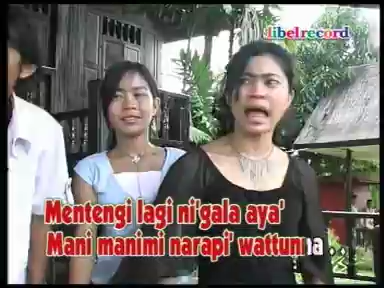 libelrecord
Mentengi lagi ni'gala aya'
Mani manimi narapi' wattunna